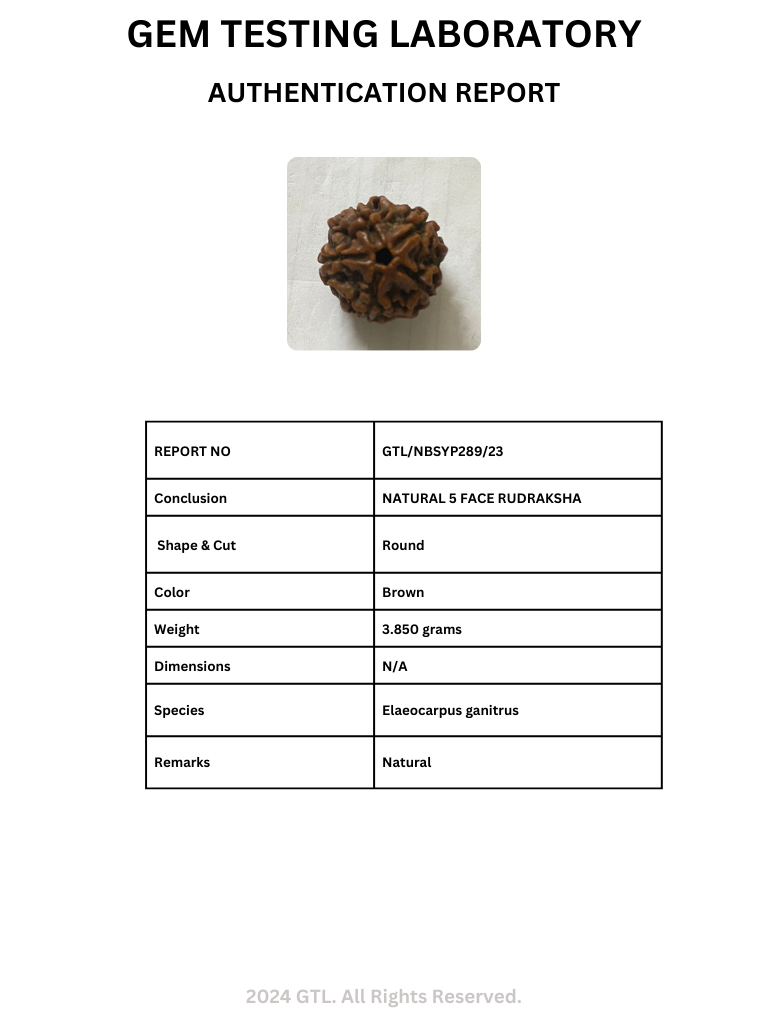 GEM TESTING LABORATORY
AUTHENTICATION REPORT
REPORT NO GTL/NBSYP289/23
Conclusion NATURAL 5 FACE RUDRAKSHA
Shape & Cut Round
Color Brown
Weight 3.850 grams
Dimensions N/A
Species Elaeocarpus ganitrus
Remarks Natural
2024 GTL. All Rights Reserved.